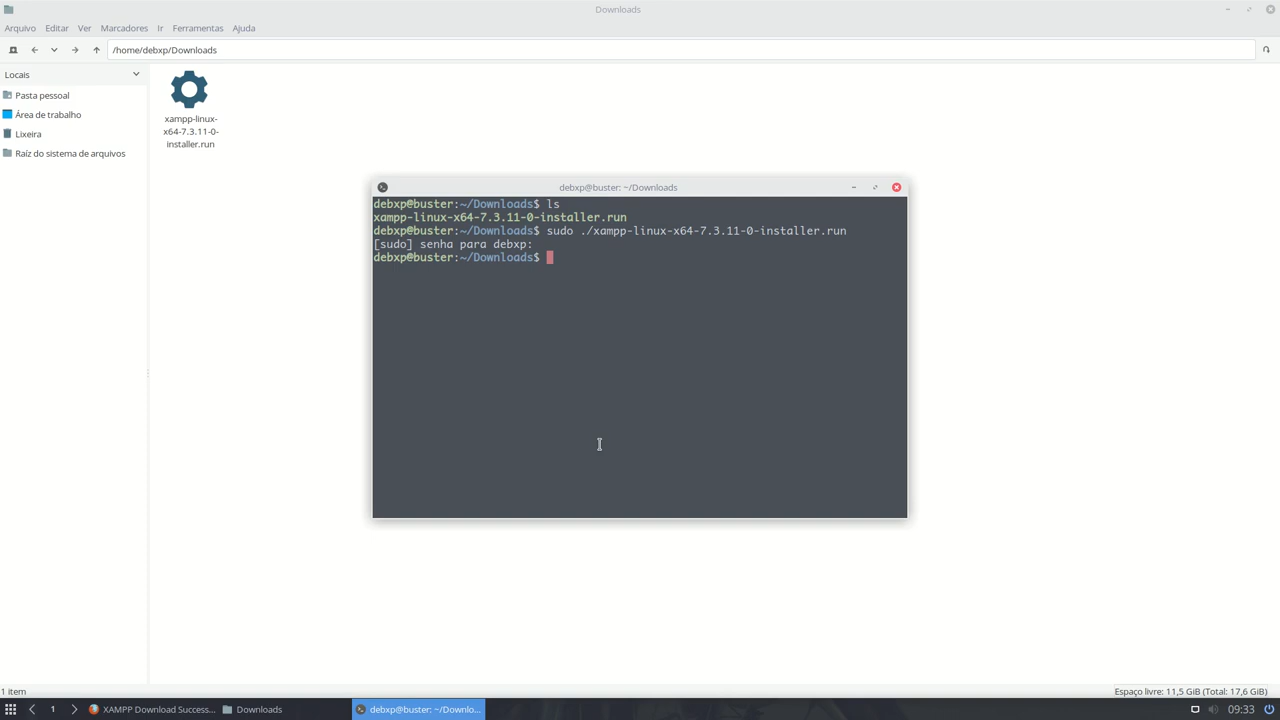 Downloads
Arquivo Editar Ver Marcadores Ir Ferramentas Ajuda
/home/debxp/Downloads
Locais
Pasta pessoal
Área de trabalho
Lixeira
Raíz do sistema de arquivos
xampp-linux-
x64-7.3.11-0-
installer.run
debxp@buster: ~/Downloads
debxp@buster:~/Downloads$ ls
xampp-linux-x64-7.3.11-0-installer.run
debxp@buster:~/Downloads$ sudo ./xampp-linux-x64-7.3.11-0-installer.run
[sudo] senha para debxp:
debxp@buster:~/Downloads$
1 item
Espaço livre: 11,5 GiB (Total: 17,6 GiB)
1 XAMPP Download Success... Downloads debxp@buster: ~/Downlo... 09:33